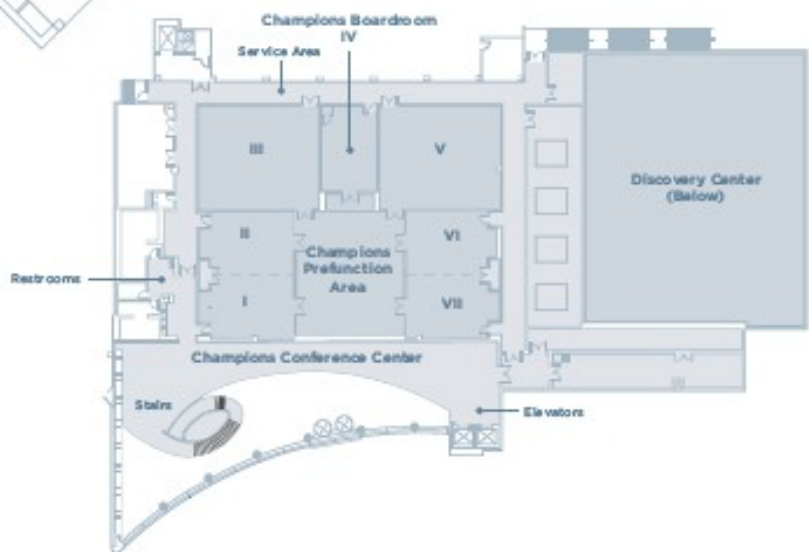 Champions Boardroom
IV
Service Area
III
V
Discovery Center
(Below)
II
VI
Champions
Prefunction
Area
Restrooms
I
VII
Champions Conference Center
Stairs
Elevators